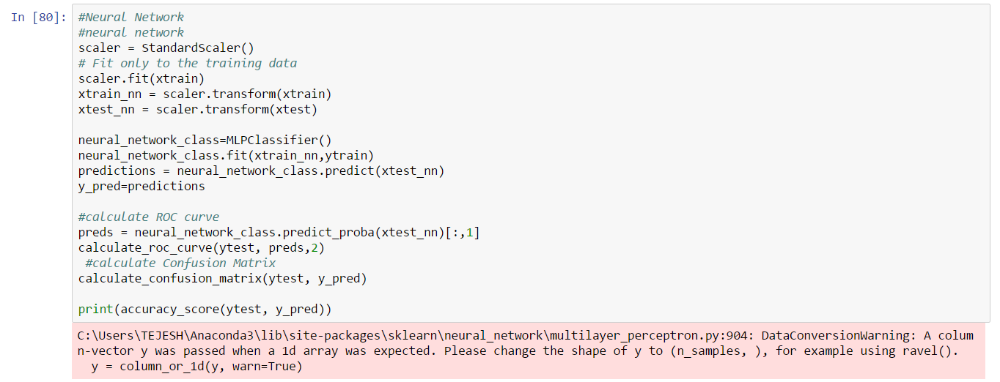 In [80]: #Neural Network
#neural network
scaler = StandardScaler()
# Fit only to the training data
scaler.fit(xtrain)
xtrain_nn = scaler.transform(xtrain)
xtest_nn = scaler.transform(xtest)
neural_network_class=MLPClassifier()
neural_network_class.fit(xtrain_nn,ytrain)
predictions = neural_network_class.predict(xtest_nn)
y_pred=predictions
#calculate ROC curve
preds = neural_network_class.predict_proba(xtest_nn)[:,1]
calculate_roc_curve(ytest, preds,2)
#calculate Confusion Matrix
calculate_confusion_matrix(ytest, y_pred)
print(accuracy_score(ytest, y_pred))
C:\Users\TEJESH\Anaconda3\lib\site-packages\sklearn\neural_network\multilayer_perceptron.py:904: DataConversionWarning: A colum
n-vector y was passed when a 1d array was expected. Please change the shape of y to (n_samples, ), for example using ravel().
y = column_or_1d(y, warn=True)